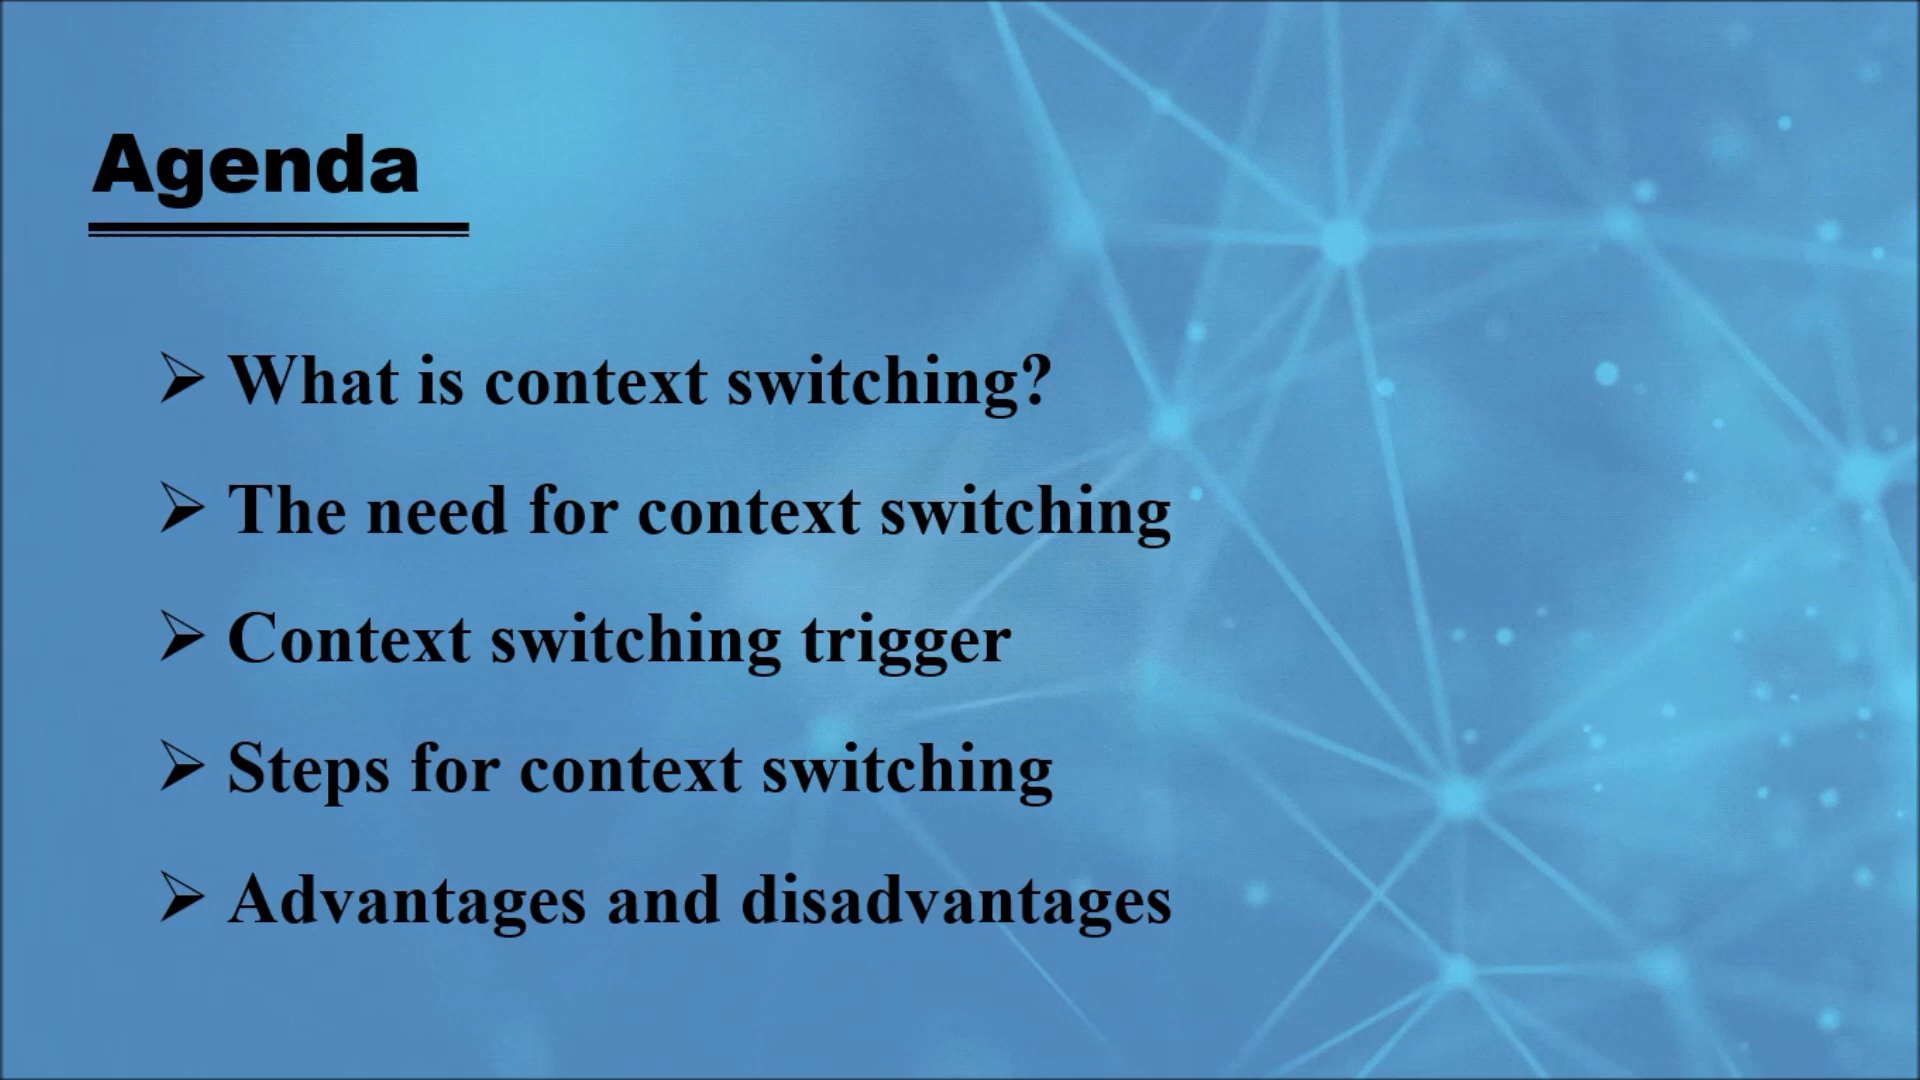 Agenda
➢ What is context switching?
➢ The need for context switching
➢ Context switching trigger
➢ Steps for context switching
➢ Advantages and disadvantages